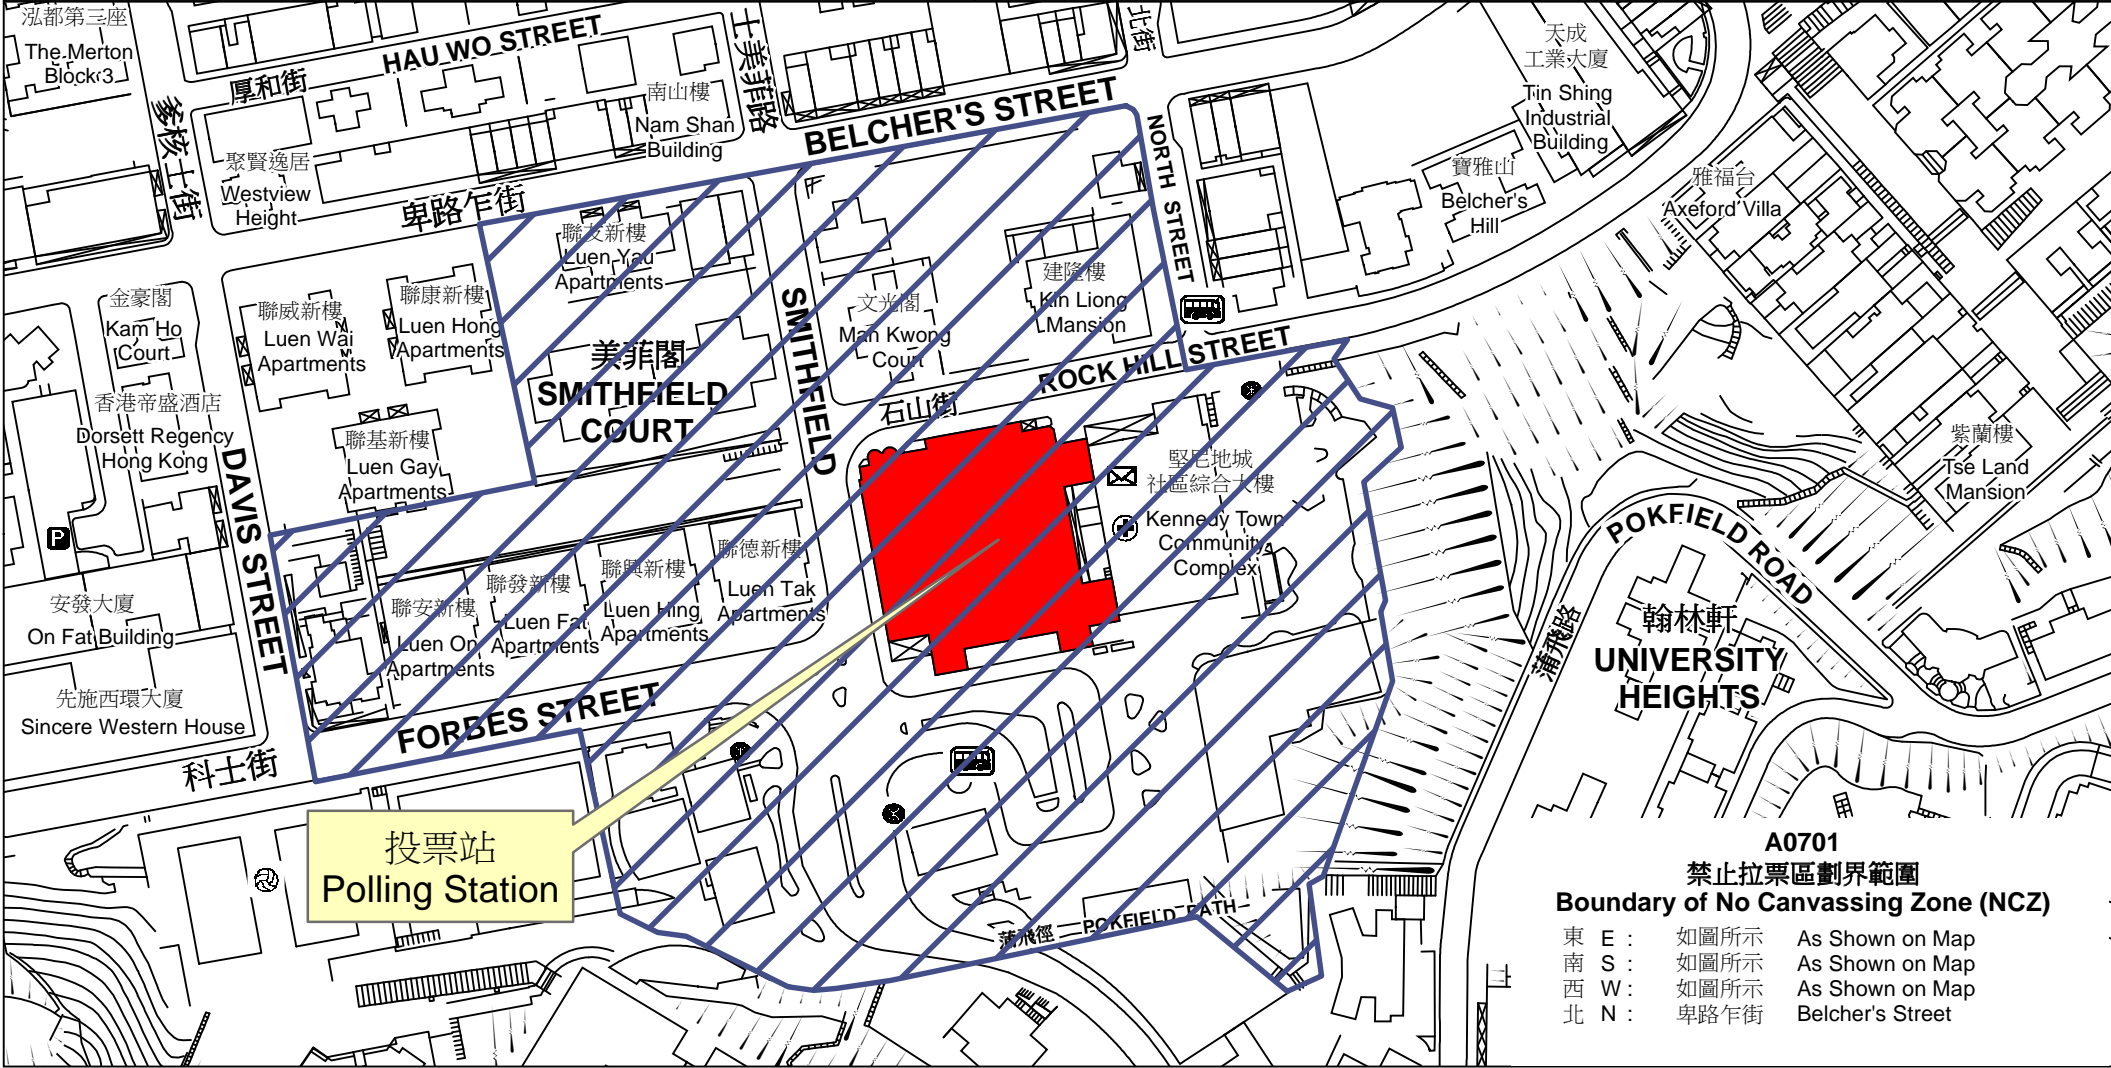 泓都第三座
The Merton
Block 3
厚和街
HAU WO STREET
士美菲路
北街
天成
工業大廈
Tin Shing
Industrial
Building
爹核士街
南山樓
Nam Shan
Building
BELCHER'S STREET
聚賢逸居
Westview
Height
卑路乍街
NORTH STREET
寶雅山
Belcher's
Hill
雅福台
Axeford Villa
聯友新樓
Luen Yau
Apartments
金豪閣
Kam Ho
Court
聯威新樓
Luen Wai
Apartments
聯康新樓
Luen Hong
Apartments
美菲閣
SMITHFIELD
COURT
SMITHFIELD
文光閣
Man Kwong
Court
建隆樓
Kin Liong
Mansion
石山街
ROCK HILL STREET
香港帝盛酒店
Dorsett Regency
Hong Kong
DAVIS STREET
聯基新樓
Luen Gay
Apartments
堅尼地城
社區綜合大樓
Kennedy Town
Community
Complex
紫蘭樓
Tse Land
Mansion
P
安發大廈
On Fat Building
聯安新樓
Luen On
Apartments
聯發新樓
Luen Fat
Apartments
聯興新樓
Luen Hing
Apartments
聯德新樓
Luen Tak
Apartments
POKFIELD ROAD
蒲飛路
翰林軒
UNIVERSITY
HEIGHTS
先施西環大廈
Sincere Western House
科士街
FORBES STREET
投票站
Polling Station
蒲飛徑
POKFIELD PATH
A0701
禁止拉票區劃界範圍
Boundary of No Canvassing Zone (NCZ)
東 E : 如圖所示 As Shown on Map
南 S : 如圖所示 As Shown on Map
西 W : 如圖所示 As Shown on Map
北 N : 卑路乍街 Belcher's Street